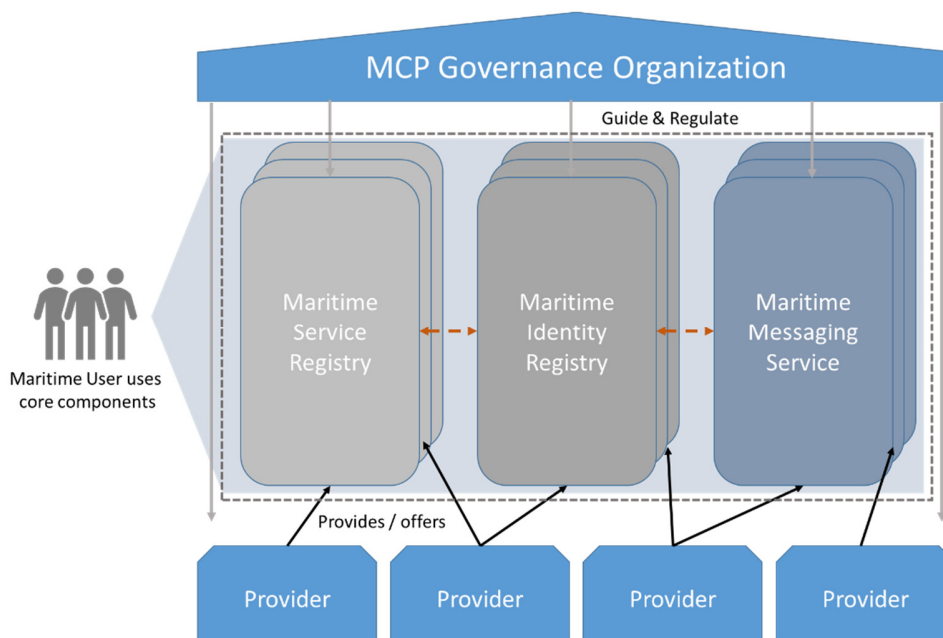 MCP Governance Organization
Guide & Regulate
Maritime
Service
Registry
Maritime
Identity
Registry
Maritime
Messaging
Service
Maritime User uses
core components
Provides / offers
Provider
Provider
Provider
Provider